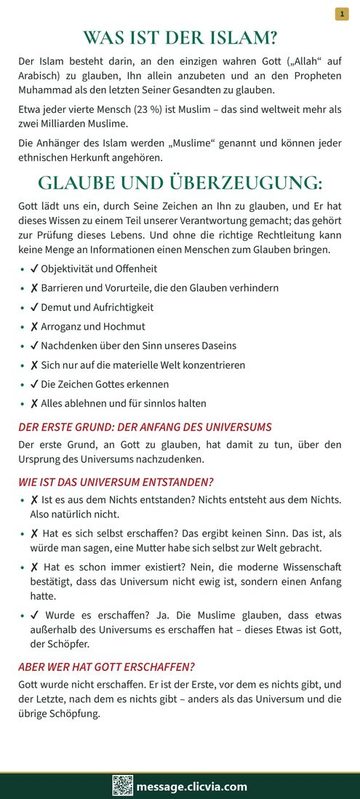 1
WAS IST DER ISLAM?
Der Islam besteht darin, an den einzigen wahren Gott („Allah“ auf
Arabisch) zu glauben, Ihn allein anzubeten und an den Propheten
Muhammad als den letzten Seiner Gesandten zu glauben.
Etwa jeder vierte Mensch (23 %) ist Muslim – das sind weltweit mehr als
zwei Milliarden Muslime.
Die Anhänger des Islam werden „Muslime“ genannt und können jeder
ethnischen Herkunft angehören.
GLAUBE UND ÜBERZEUGUNG:
Gott lädt uns ein, durch Seine Zeichen an Ihn zu glauben, und Er hat
dieses Wissen zu einem Teil unserer Verantwortung gemacht; das gehört
zur Prüfung dieses Lebens. Und ohne die richtige Rechtleitung kann
keine Menge an Informationen einen Menschen zum Glauben bringen.
• ✓ Objektivität und Offenheit
• ✗ Barrieren und Vorurteile, die den Glauben verhindern
• ✓ Demut und Aufrichtigkeit
• ✗ Arroganz und Hochmut
• ✓ Nachdenken über den Sinn unseres Daseins
• ✗ Sich nur auf die materielle Welt konzentrieren
• ✓ Die Zeichen Gottes erkennen
• ✗ Alles ablehnen und für sinnlos halten
DER ERSTE GRUND: DER ANFANG DES UNIVERSUMS
Der erste Grund, an Gott zu glauben, hat damit zu tun, über den
Ursprung des Universums nachzudenken.
WIE IST DAS UNIVERSUM ENTSTANDEN?
• ✗ Ist es aus dem Nichts entstanden? Nichts entsteht aus dem Nichts.
Also natürlich nicht.
• ✗ Hat es sich selbst erschaffen? Das ergibt keinen Sinn. Das ist, als
würde man sagen, eine Mutter habe sich selbst zur Welt gebracht.
• ✗ Hat es schon immer existiert? Nein, die moderne Wissenschaft
bestätigt, dass das Universum nicht ewig ist, sondern einen Anfang
hatte.
• ✓ Wurde es erschaffen? Ja. Die Muslime glauben, dass etwas
außerhalb des Universums es erschaffen hat – dieses Etwas ist Gott,
der Schöpfer.
ABER WER HAT GOTT ERSCHAFFEN?
Gott wurde nicht erschaffen. Er ist der Erste, vor dem es nichts gibt, und
der Letzte, nach dem es nichts gibt – anders als das Universum und die
übrige Schöpfung.
message.clicvia.com